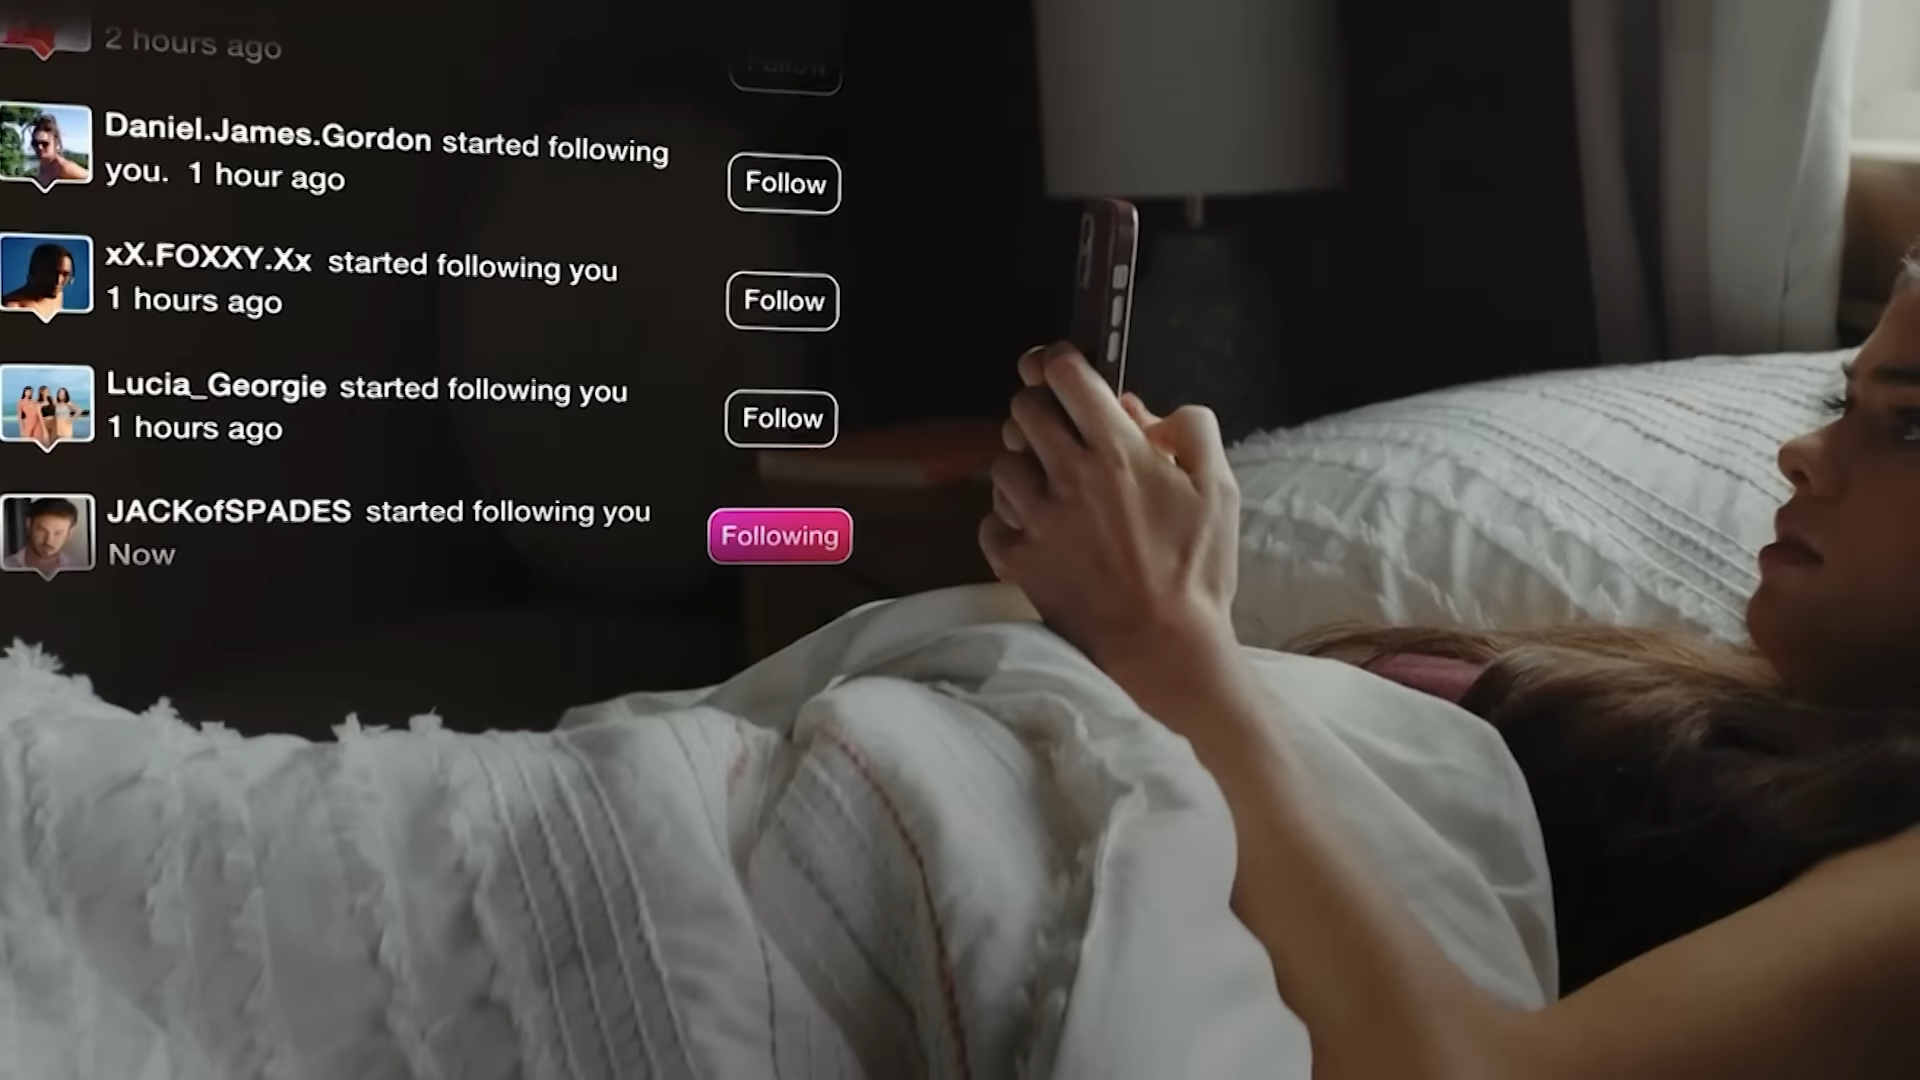 2 hours ago
Follow
Daniel.James.Gordon started following
you. 1 hour ago
Follow
xX.FOXXY.Xx started following you
1 hours ago
Follow
Lucia_Georgie started following you
1 hours ago
Follow
JACKofSPADES started following you
Now
Following